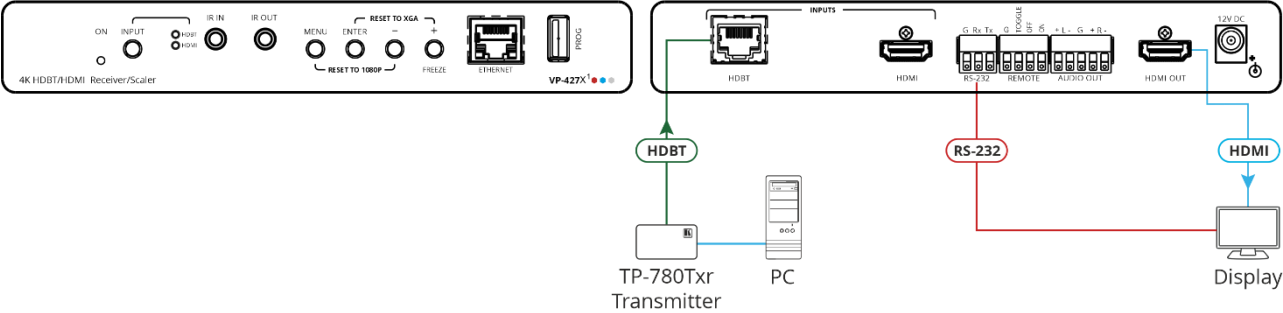 ON
INPUT
HDBT
HDMI
IR IN
IR OUT
RESET TO XGA
MENU
ENTER
−
+
RESET TO 1080P
FREEZE
ETHERNET
PROG
4K HDBT/HDMI Receiver/Scaler
VP-427X1
INPUTS
HDBT
HDMI
G Rx Tx
RS-232
G TOGGLE OFF ON
REMOTE
+ L - G + R -
AUDIO OUT
HDMI OUT
12V DC
HDBT
RS-232
HDMI
TP-780Txr
Transmitter
PC
Display